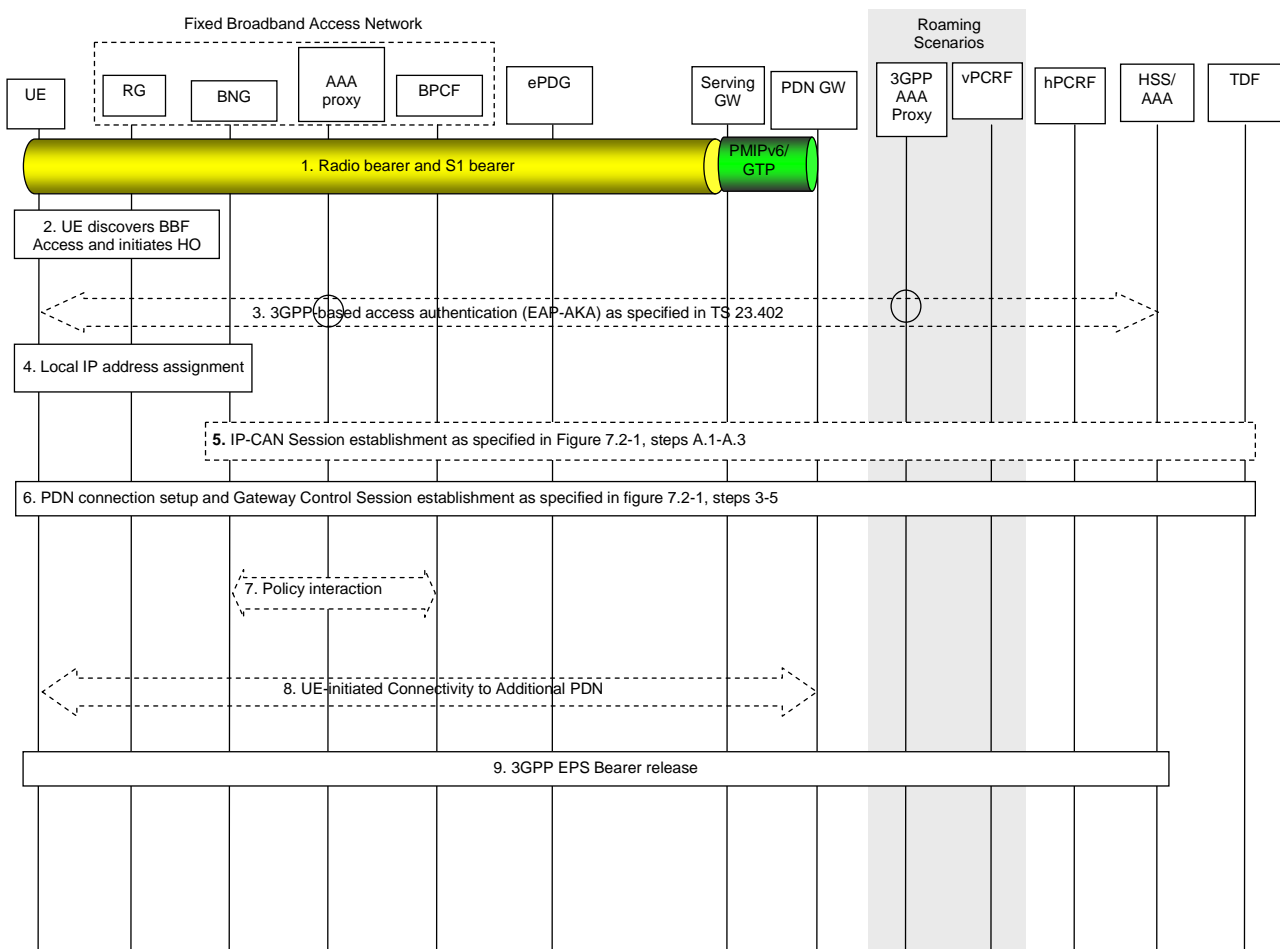 Fixed Broadband Access Network
Roaming
Scenarios
UE
RG
BNG
AAA
proxy
BPCF
ePDG
Serving
GW
PDN GW
3GPP
AAA
Proxy
vPCRF
hPCRF
HSS/
AAA
TDF
1. Radio bearer and S1 bearer
PMIPv6/
GTP
2. UE discovers BBF
Access and initiates HO
3. 3GPP-based access authentication (EAP-AKA) as specified in TS 23.402
4. Local IP address assignment
5. IP-CAN Session establishment as specified in Figure 7.2-1, steps A.1-A.3
6. PDN connection setup and Gateway Control Session establishment as specified in figure 7.2-1, steps 3-5
7. Policy interaction
8. UE-initiated Connectivity to Additional PDN
9. 3GPP EPS Bearer release